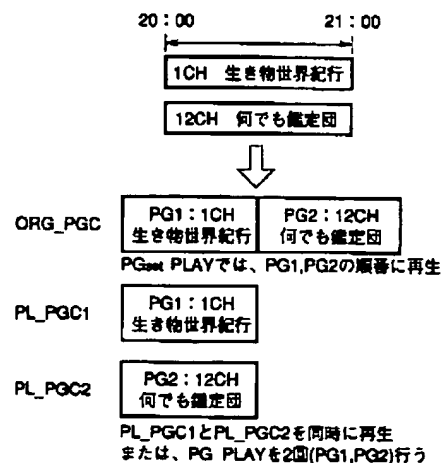 20:00 21:00
1CH 生き物世界紀行
12CH 何でも鑑定団
ORG_PGC
PG1:1CH
生き物世界紀行
PG2:12CH
何でも鑑定団
PGset PLAYでは、PG1,PG2の順番に再生
PL_PGC1
PG1:1CH
生き物世界紀行
PL_PGC2
PG2:12CH
何でも鑑定団
PL_PGC1とPL_PGC2を同時に再生
または、PG PLAYを2回(PG1,PG2)行う